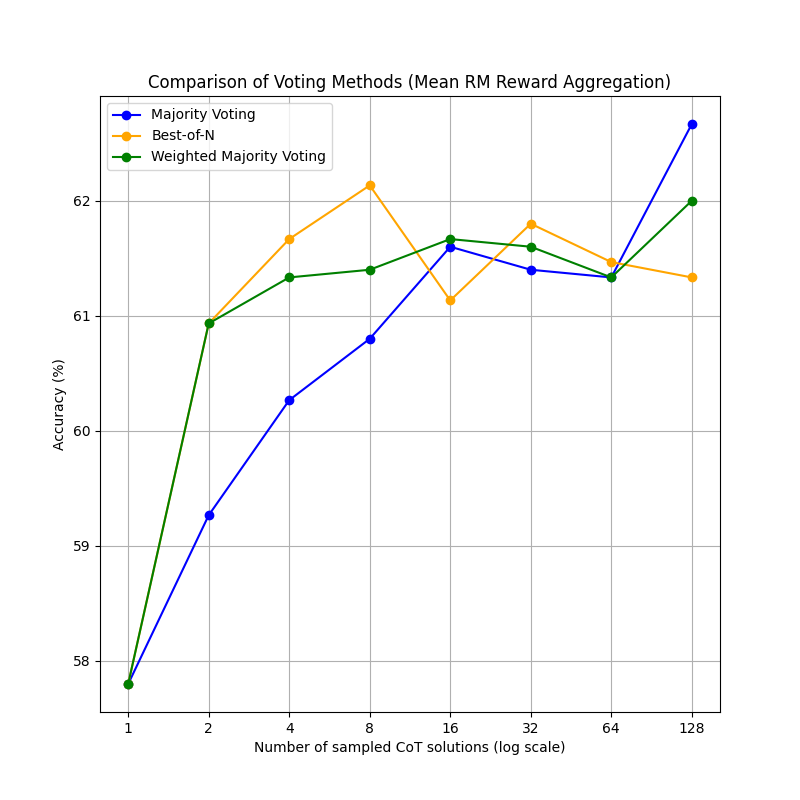 Comparison of Voting Methods (Mean RM Reward Aggregation)
Majority Voting
Best-of-N
Weighted Majority Voting
62
61
60
59
58
Accuracy (%)
1 2 4 8 16 32 64 128
Number of sampled CoT solutions (log scale)